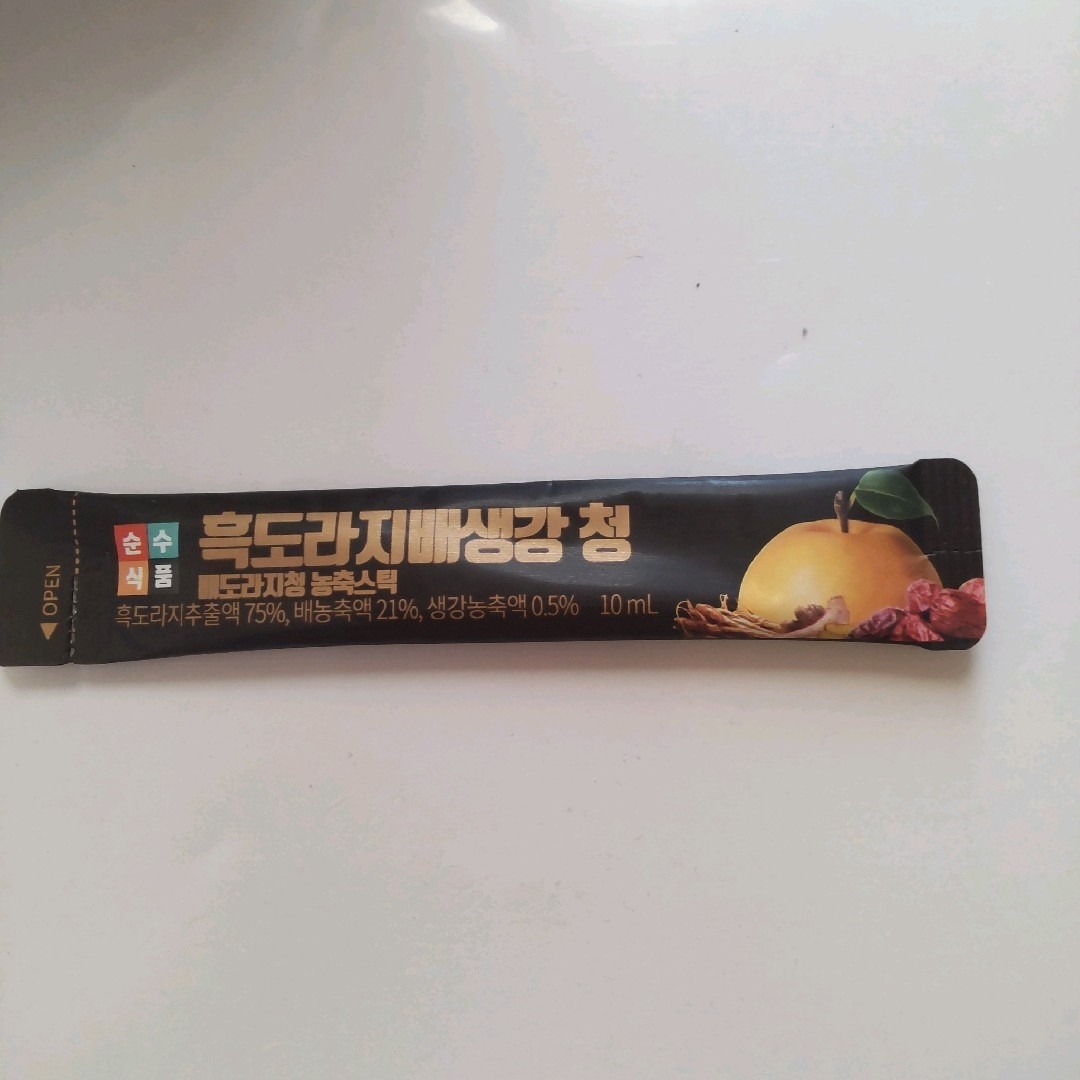 ◀ OPEN
순수
식품
흑도라지배생강 청
배도라지청 농축스틱
흑도라지추출액 75%, 배농축액 21%, 생강농축액 0.5% 10 mL